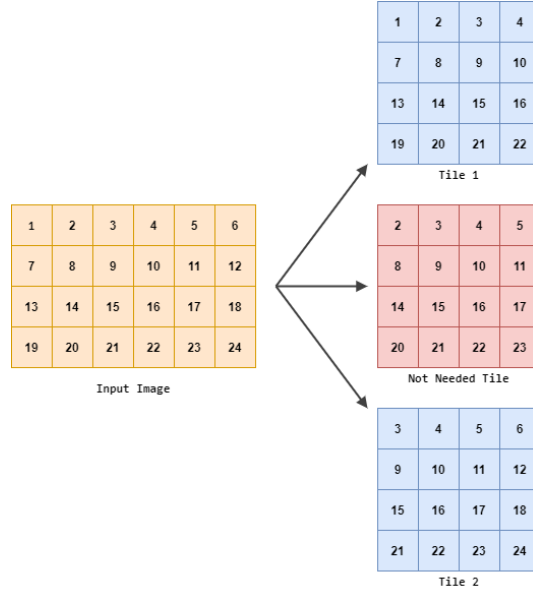 1 2 3 4
7 8 9 10
13 14 15 16
19 20 21 22
Tile 1
1 2 3 4 5 6
7 8 9 10 11 12
13 14 15 16 17 18
19 20 21 22 23 24
Input Image
2 3 4 5
8 9 10 11
14 15 16 17
20 21 22 23
Not Needed Tile
3 4 5 6
9 10 11 12
15 16 17 18
21 22 23 24
Tile 2